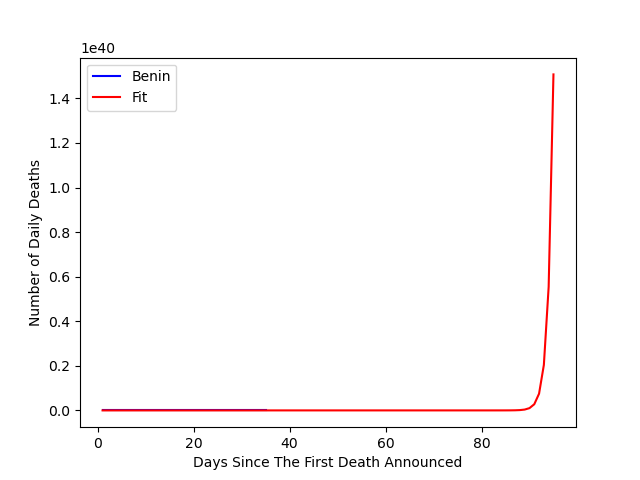 1e40
Benin
Fit
1.4
1.2
1.0
0.8
0.6
0.4
0.2
0.0
Number of Daily Deaths
0 20 40 60 80
Days Since The First Death Announced